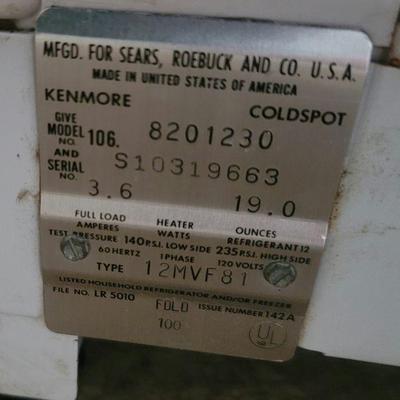 MFGD. FOR SEARS, ROEBUCK AND CO. U.S.A.
MADE IN UNITED STATES OF AMERICA
KENMORE COLDSPOT
GIVE
MODEL NO. 106. 8201230
AND
SERIAL NO. S10319663
3.6 19.0
FULL LOAD AMPERES HEATER WATTS OUNCES REFRIGERANT 12
TEST PRESSURE 140 P.S.I. LOW SIDE 235 P.S.I. HIGH SIDE
60 HERTZ 1 PHASE 120 VOLTS
TYPE 12MVF81
LISTED HOUSEHOLD REFRIGERATOR AND/OR FREEZER
FILE NO. LR 5010 FOLD ISSUE NUMBER 142A
100 UL